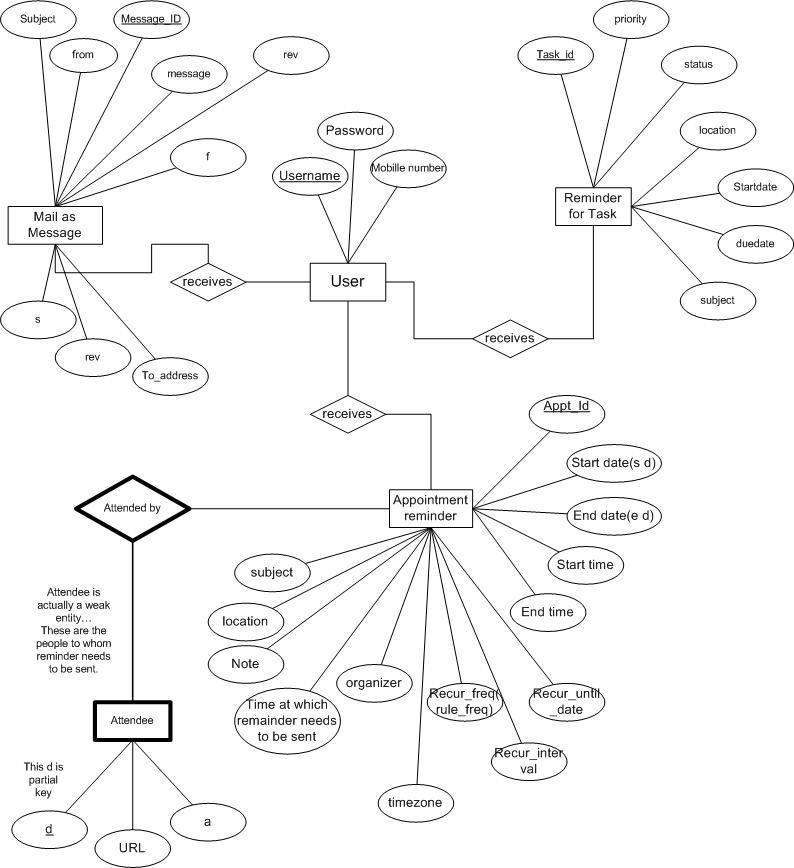 Subject
Message_ID
from
message
rev
f
Mail as
Message
s
rev
To_address
receives
Password
Username
Mobille number
User
priority
Task_id
status
location
Startdate
duedate
subject
Reminder
for Task
receives
receives
Appt_Id
Start date(s d)
End date(e d)
Start time
End time
Appointment
reminder
Attended by
subject
location
Note
Time at which
remainder needs
to be sent
organizer
timezone
Recur_freq(
rule_freq)
Recur_inter
val
Recur_until
_date
Attendee is
actually a weak
entity…
These are the
people to whom
reminder needs
to be sent.
Attendee
This d is
partial
key
d
URL
a